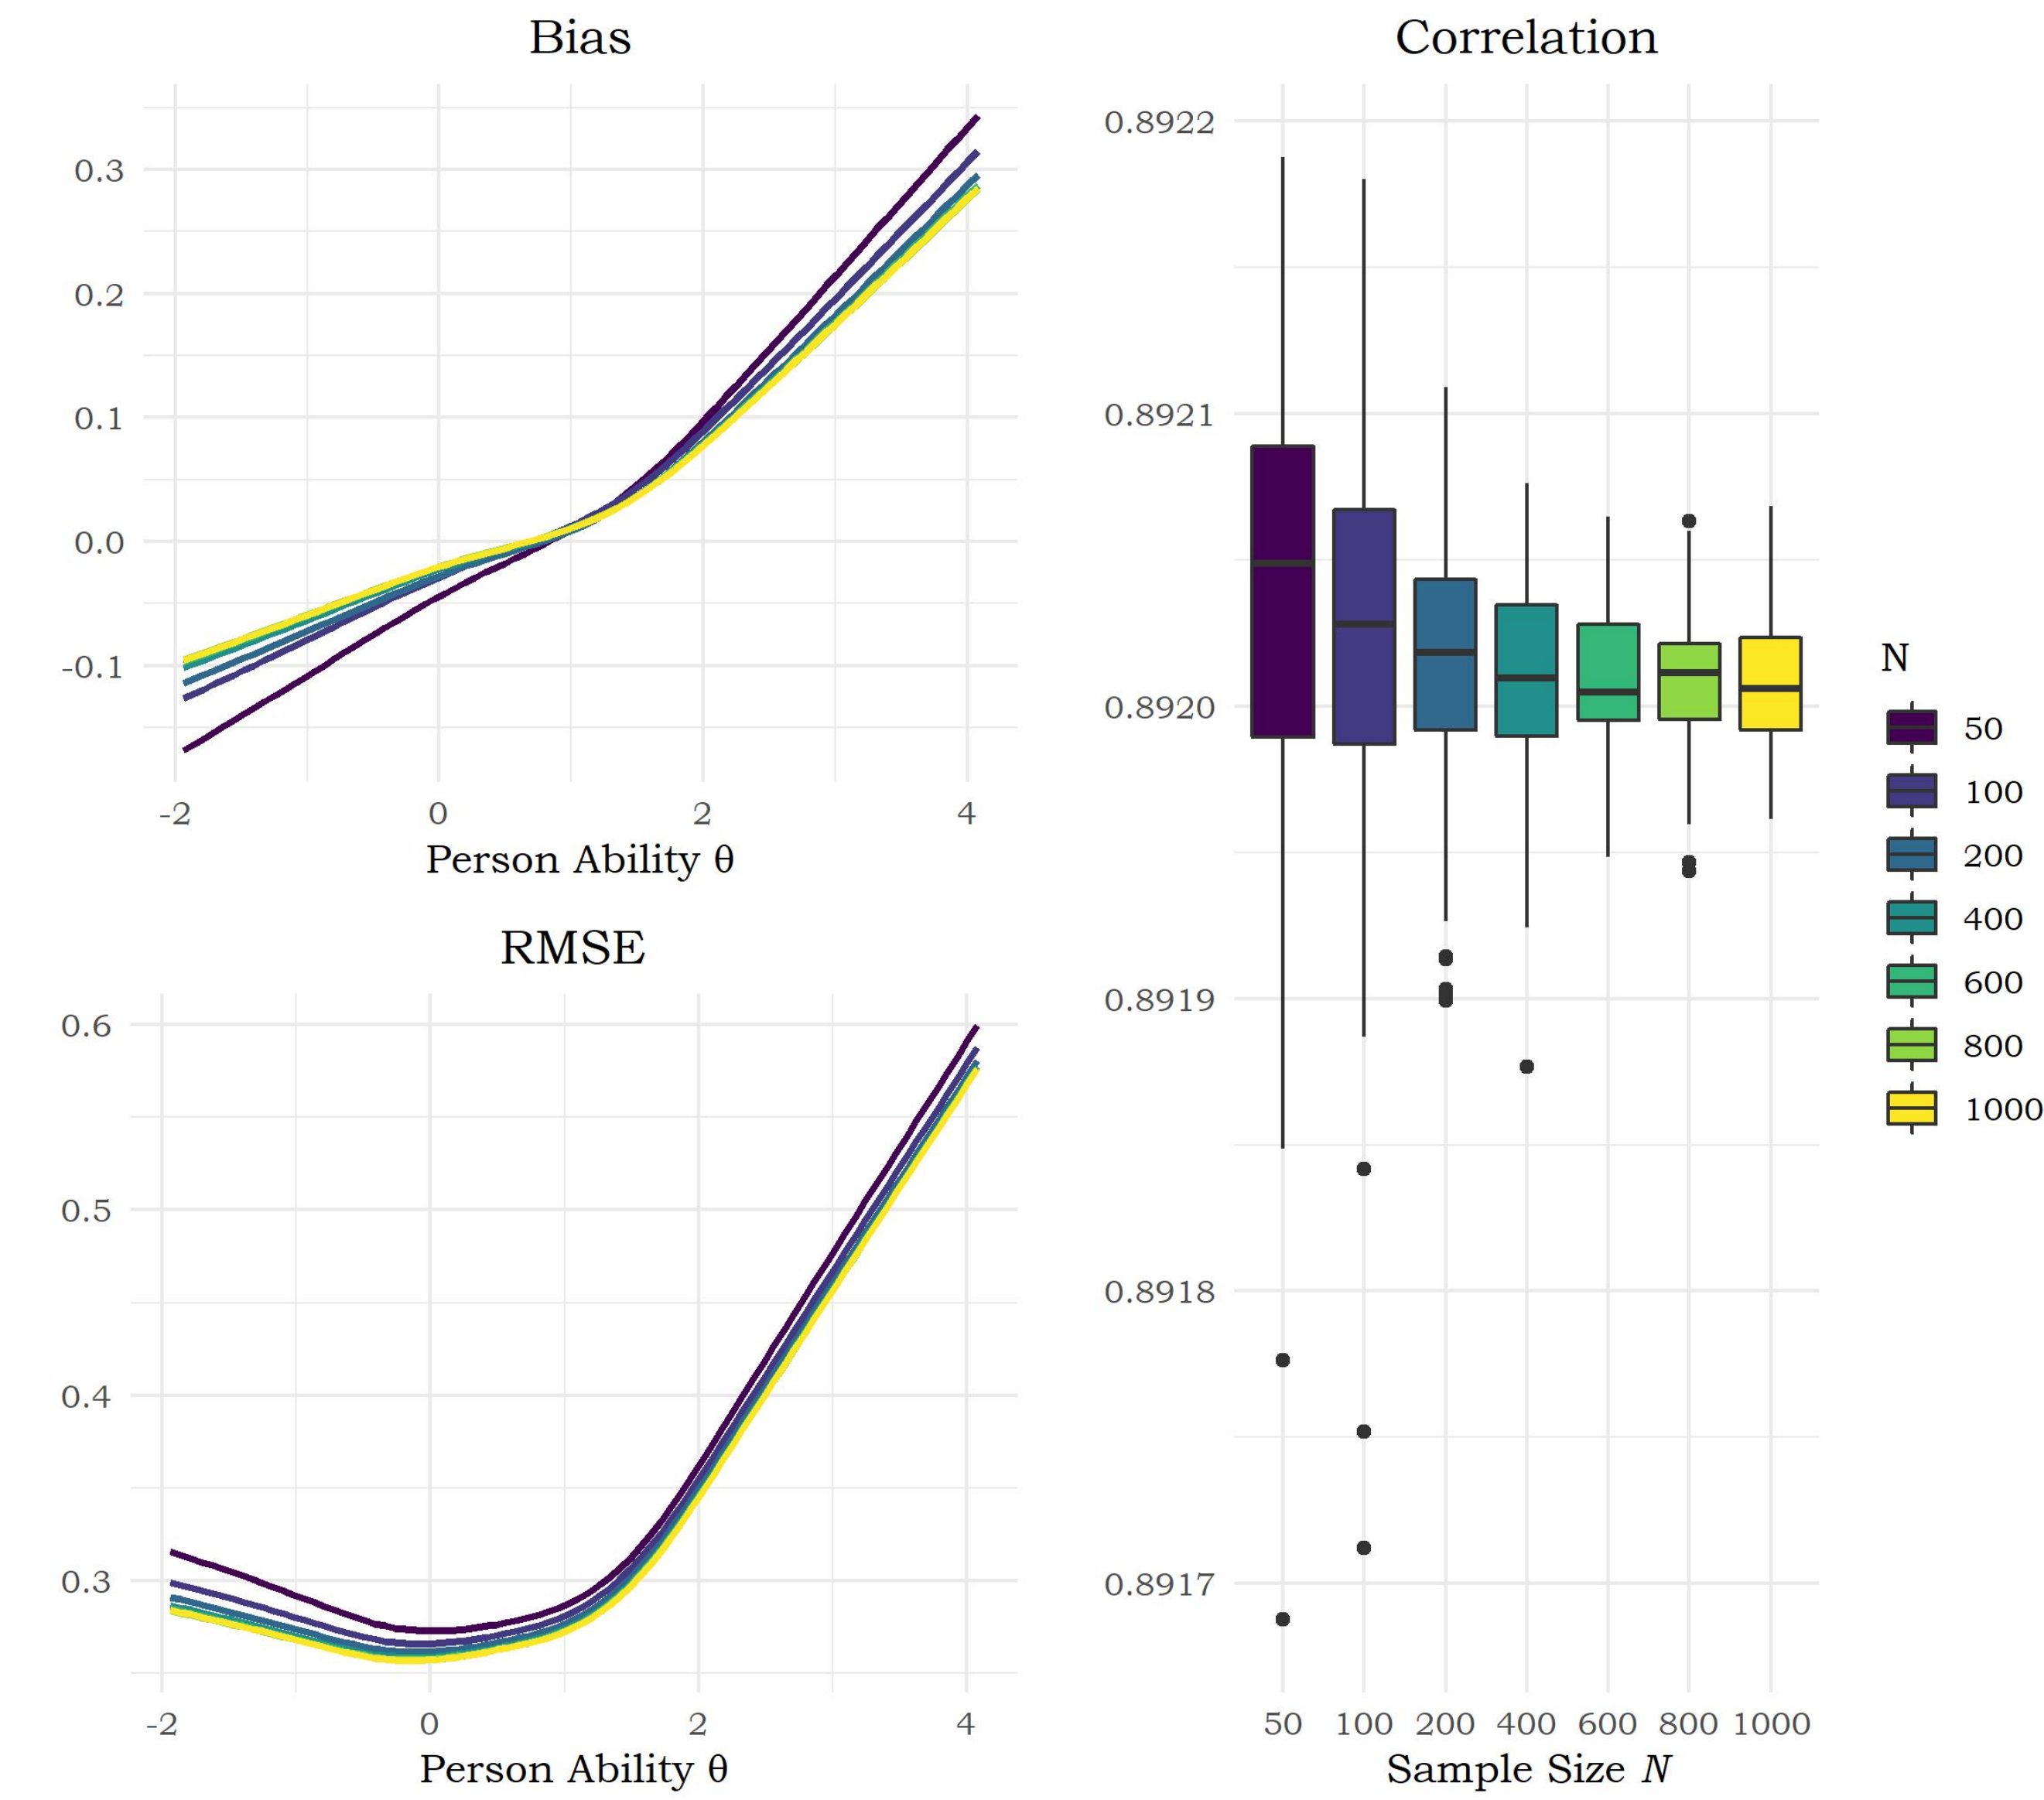 Bias
0.3
0.2
0.1
0.0
-0.1
-2 0 2 4
Person Ability θ
RMSE
0.6
0.5
0.4
0.3
-2 0 2 4
Person Ability θ
Correlation
0.8922
0.8921
0.8920
0.8919
0.8918
0.8917
50 100 200 400 600 800 1000
Sample Size N
N
50
100
200
400
600
800
1000